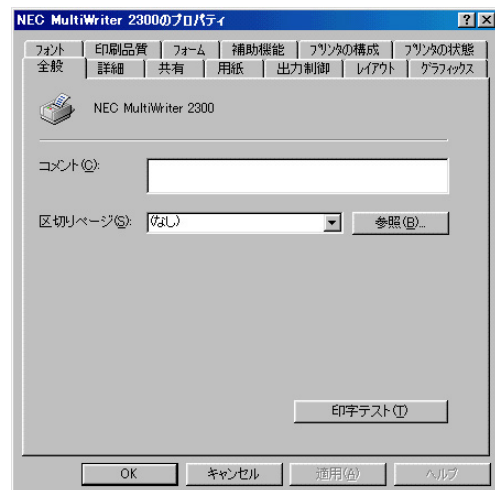 NEC MultiWriter 2300のプロパティ
フォント 印刷品質 フォーム 補助機能 プリンタの構成 プリンタの状態
全般 詳細 共有 用紙 出力制御 レイアウト グラフィックス
NEC MultiWriter 2300
コメント(C):
区切りページ(S): (なし) 参照(B)...
印字テスト(T)
OK キャンセル 適用(A) ヘルプ